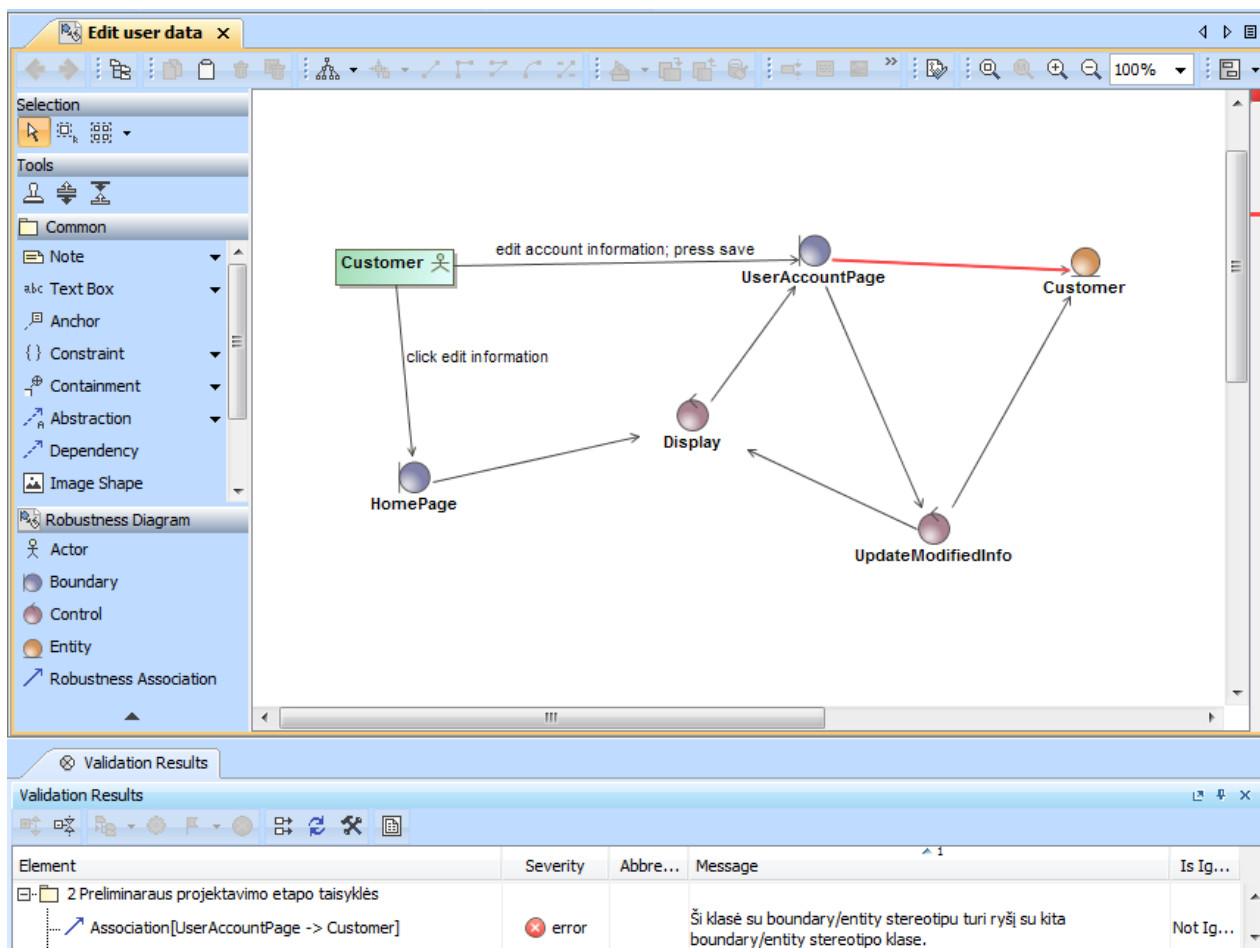 Edit user data X
100%
Selection
Tools
Common
Note
abc Text Box
Anchor
{} Constraint
Containment
Abstraction
Dependency
Image Shape
Robustness Diagram
Actor
Boundary
Control
Entity
Robustness Association
Customer
edit account information; press save
UserAccountPage
Customer
click edit information
Display
HomePage
UpdateModifiedInfo
Validation Results
Validation Results
Element Severity Abbre... Message 1 Is Ig...
2 Preliminaraus projektavimo etapo taisyklės
Association[UserAccountPage -> Customer] error Ši klasė su boundary/entity stereotipu turi ryšį su kita
boundary/entity stereotipo klase. Not Ig...